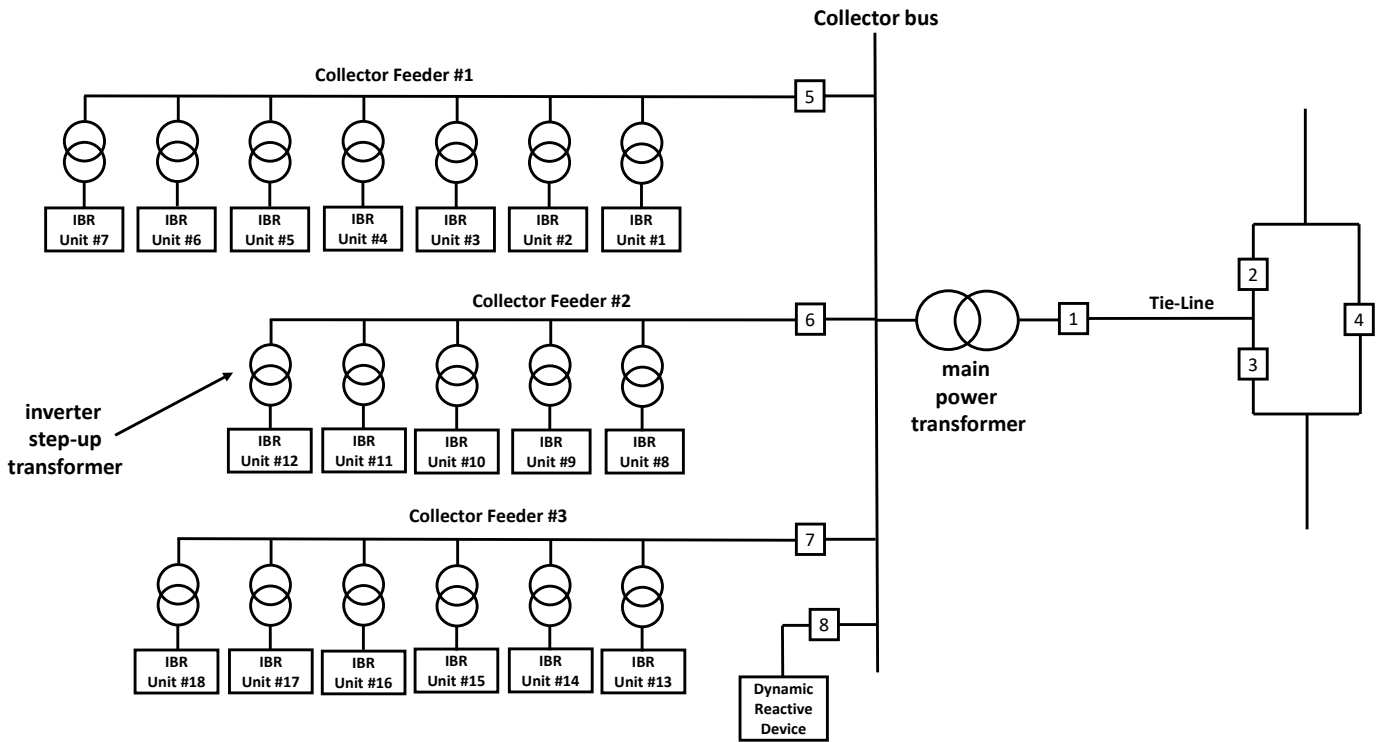 Collector bus
Collector Feeder #1
5
IBR
Unit #7
IBR
Unit #6
IBR
Unit #5
IBR
Unit #4
IBR
Unit #3
IBR
Unit #2
IBR
Unit #1
Collector Feeder #2
6
1
Tie-Line
2
3
4
main
power
transformer
inverter
step-up
transformer
IBR
Unit #12
IBR
Unit #11
IBR
Unit #10
IBR
Unit #9
IBR
Unit #8
Collector Feeder #3
7
8
IBR
Unit #18
IBR
Unit #17
IBR
Unit #16
IBR
Unit #15
IBR
Unit #14
IBR
Unit #13
Dynamic
Reactive
Device